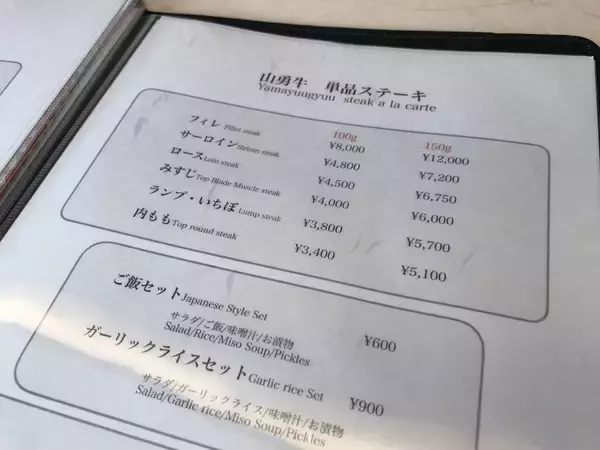 山勇牛 単品ステーキ
Yamayuugyuu steak a la carte
100g 150g
フィレ Fillet steak ¥8,000 ¥12,000
サーロイン Sirloin steak ¥4,800 ¥7,200
ロース Loin steak ¥4,500 ¥6,750
みすじ Top Blade Muscle steak ¥4,000 ¥6,000
ランプ・いちぼ Lump steak ¥3,800 ¥5,700
内もも Top round steak ¥3,400 ¥5,100
ご飯セット Japanese Style Set ¥600
サラダ/ご飯/味噌汁/お漬物
Salad/Rice/Miso Soup/Pickles
ガーリックライスセット Garlic rice Set ¥900
サラダ/ガーリックライス/味噌汁/お漬物
Salad/Garlic rice/Miso Soup/Pickles